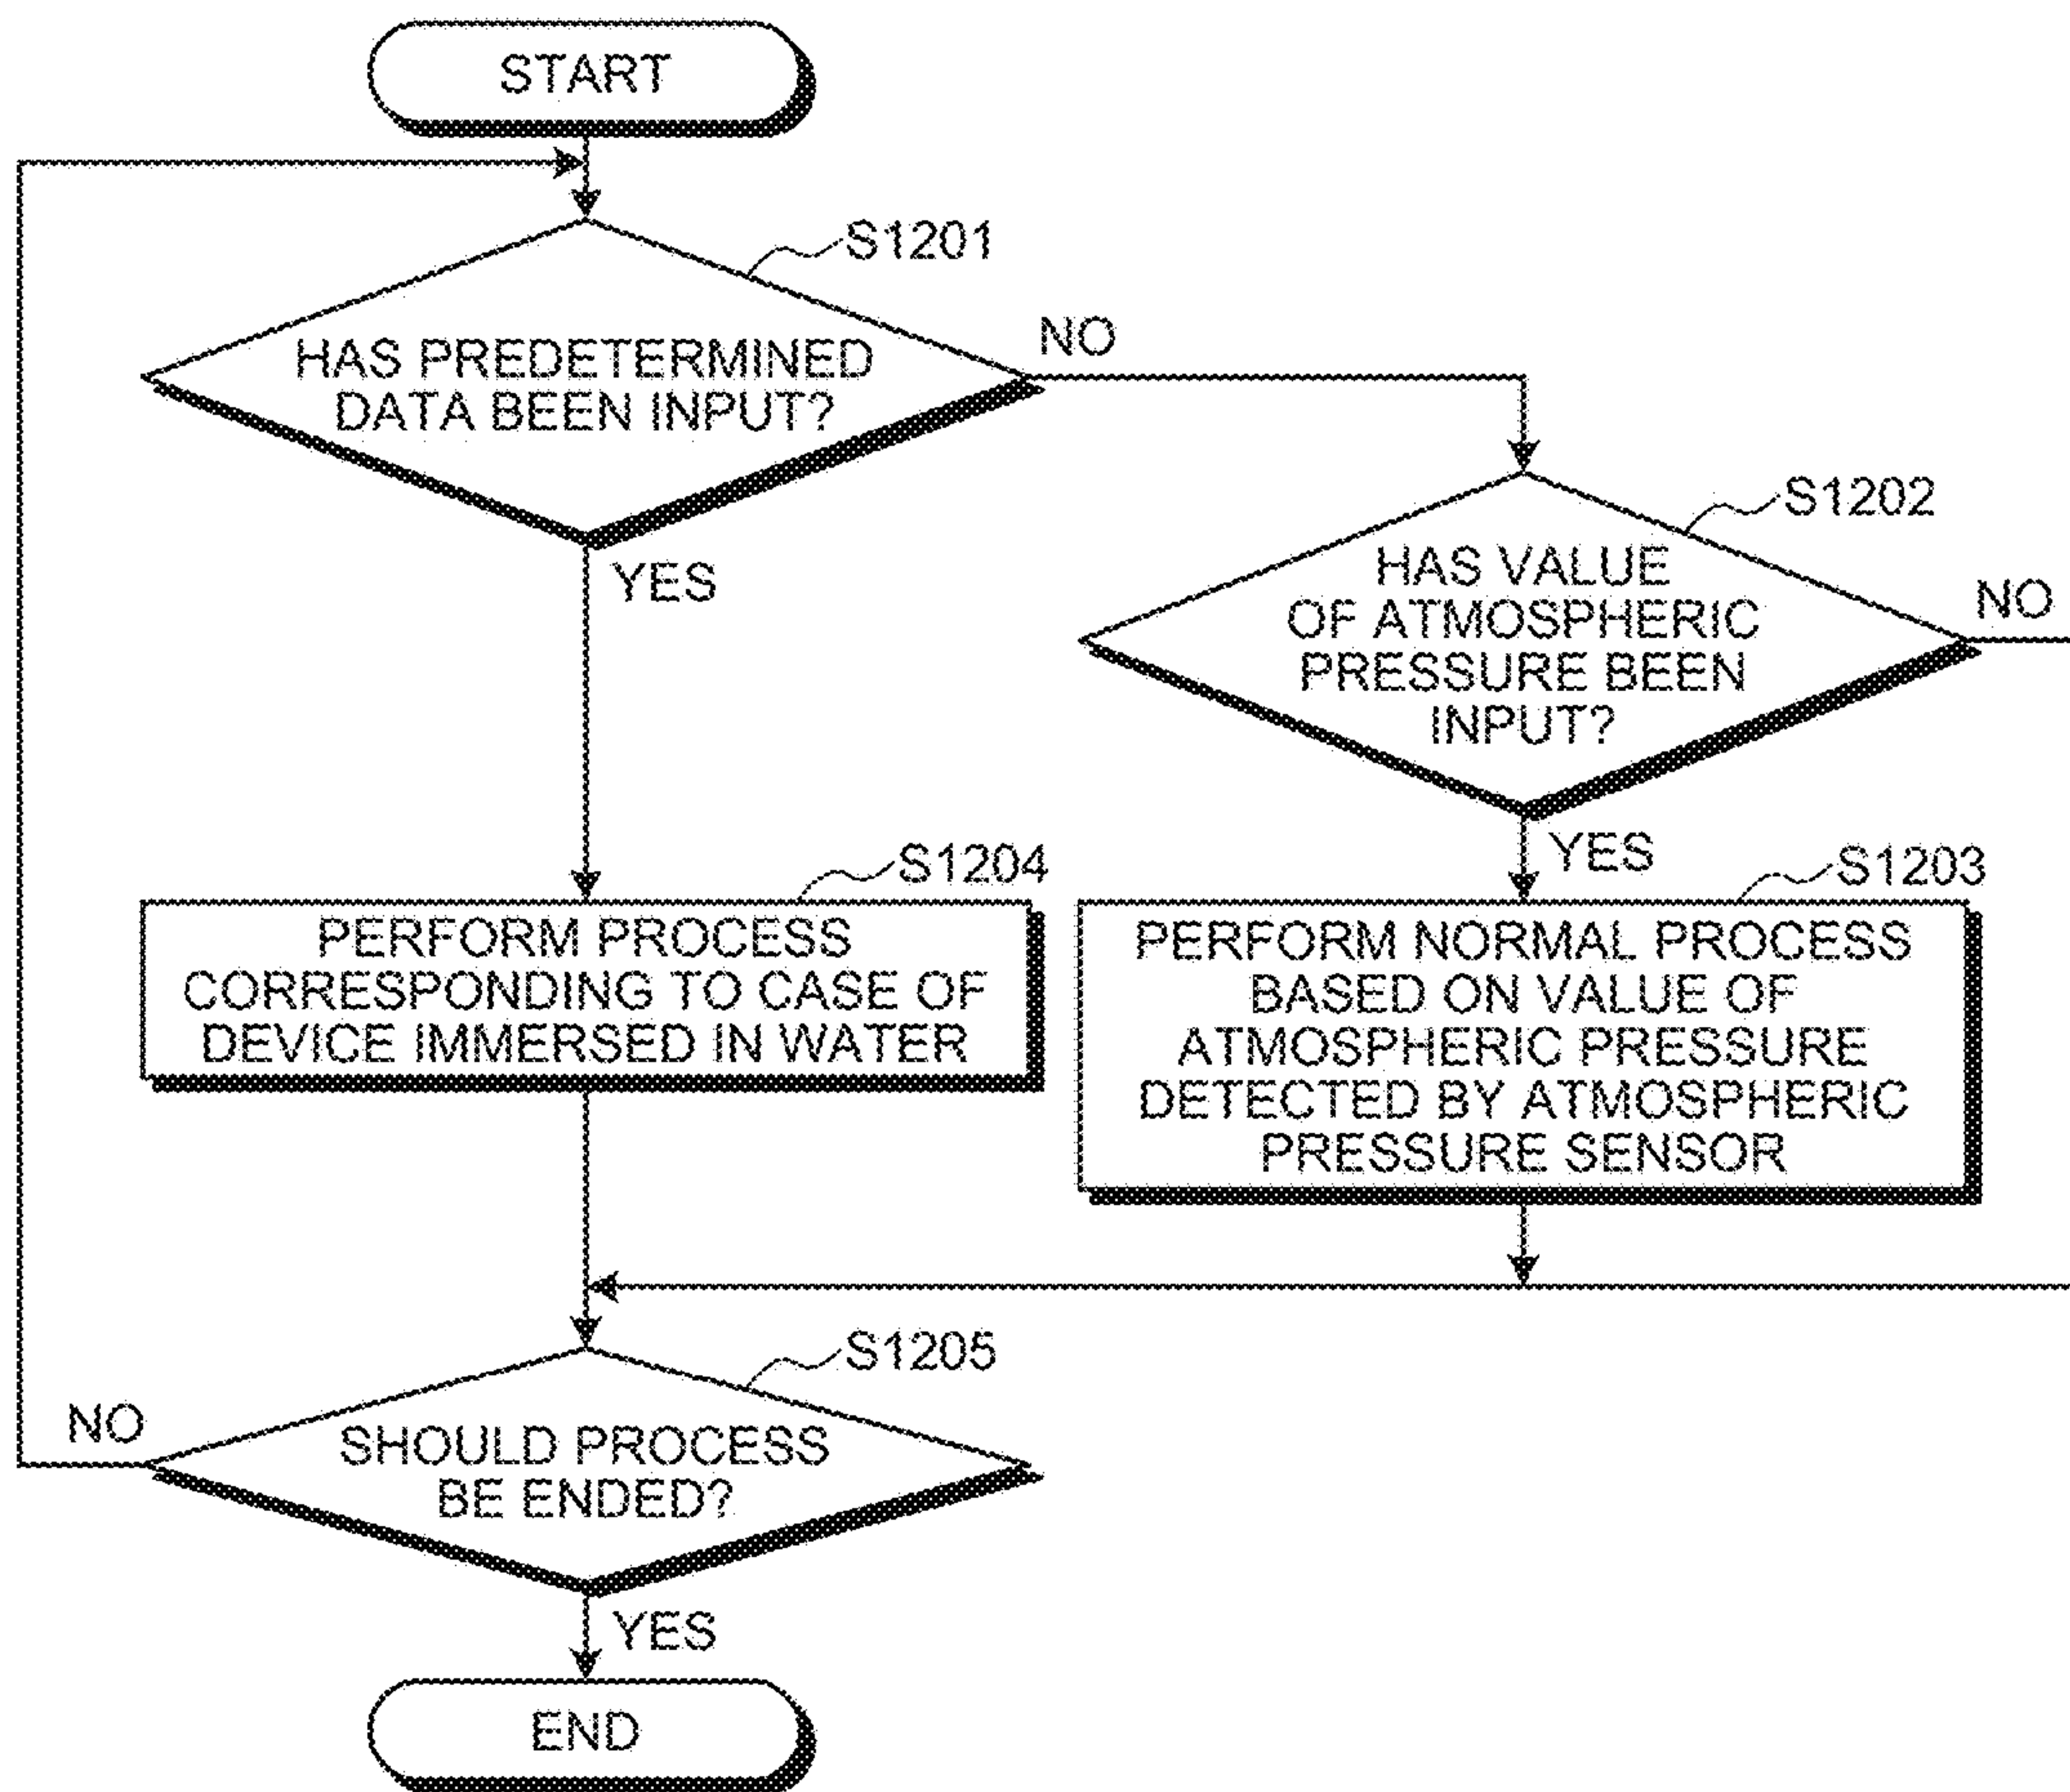 START
S1201
HAS PREDETERMINED
DATA BEEN INPUT?
NO
YES
S1202
HAS VALUE
OF ATMOSPHERIC
PRESSURE BEEN
INPUT?
NO
YES
S1204
PERFORM PROCESS
CORRESPONDING TO CASE OF
DEVICE IMMERSED IN WATER
S1203
PERFORM NORMAL PROCESS
BASED ON VALUE OF
ATMOSPHERIC PRESSURE
DETECTED BY ATMOSPHERIC
PRESSURE SENSOR
S1205
NO
SHOULD PROCESS
BE ENDED?
YES
END